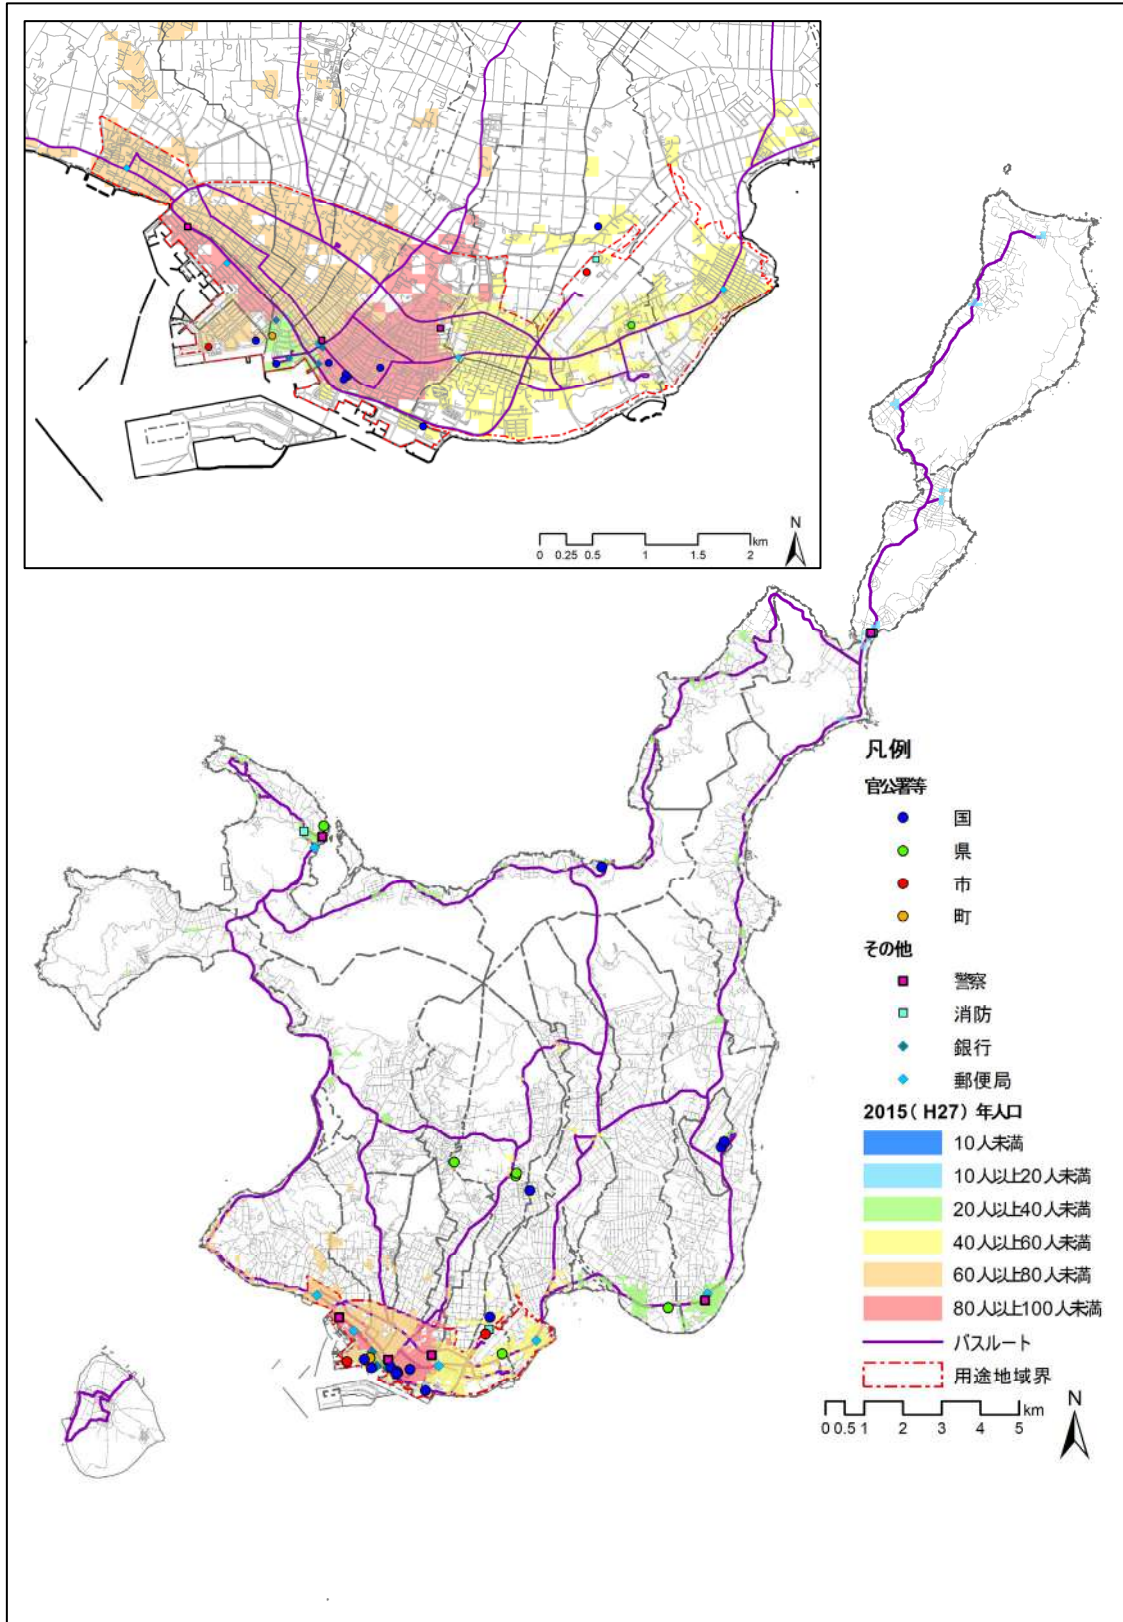 N
0 0.25 0.5 1 1.5 2 km
凡例
官公署等
国
県
市
町
その他
警察
消防
銀行
郵便局
2015(H27)年人口
10人未満
10人以上20人未満
20人以上40人未満
40人以上60人未満
60人以上80人未満
80人以上100人未満
バスルート
用途地域界
N
km
0 0.5 1 2 3 4 5